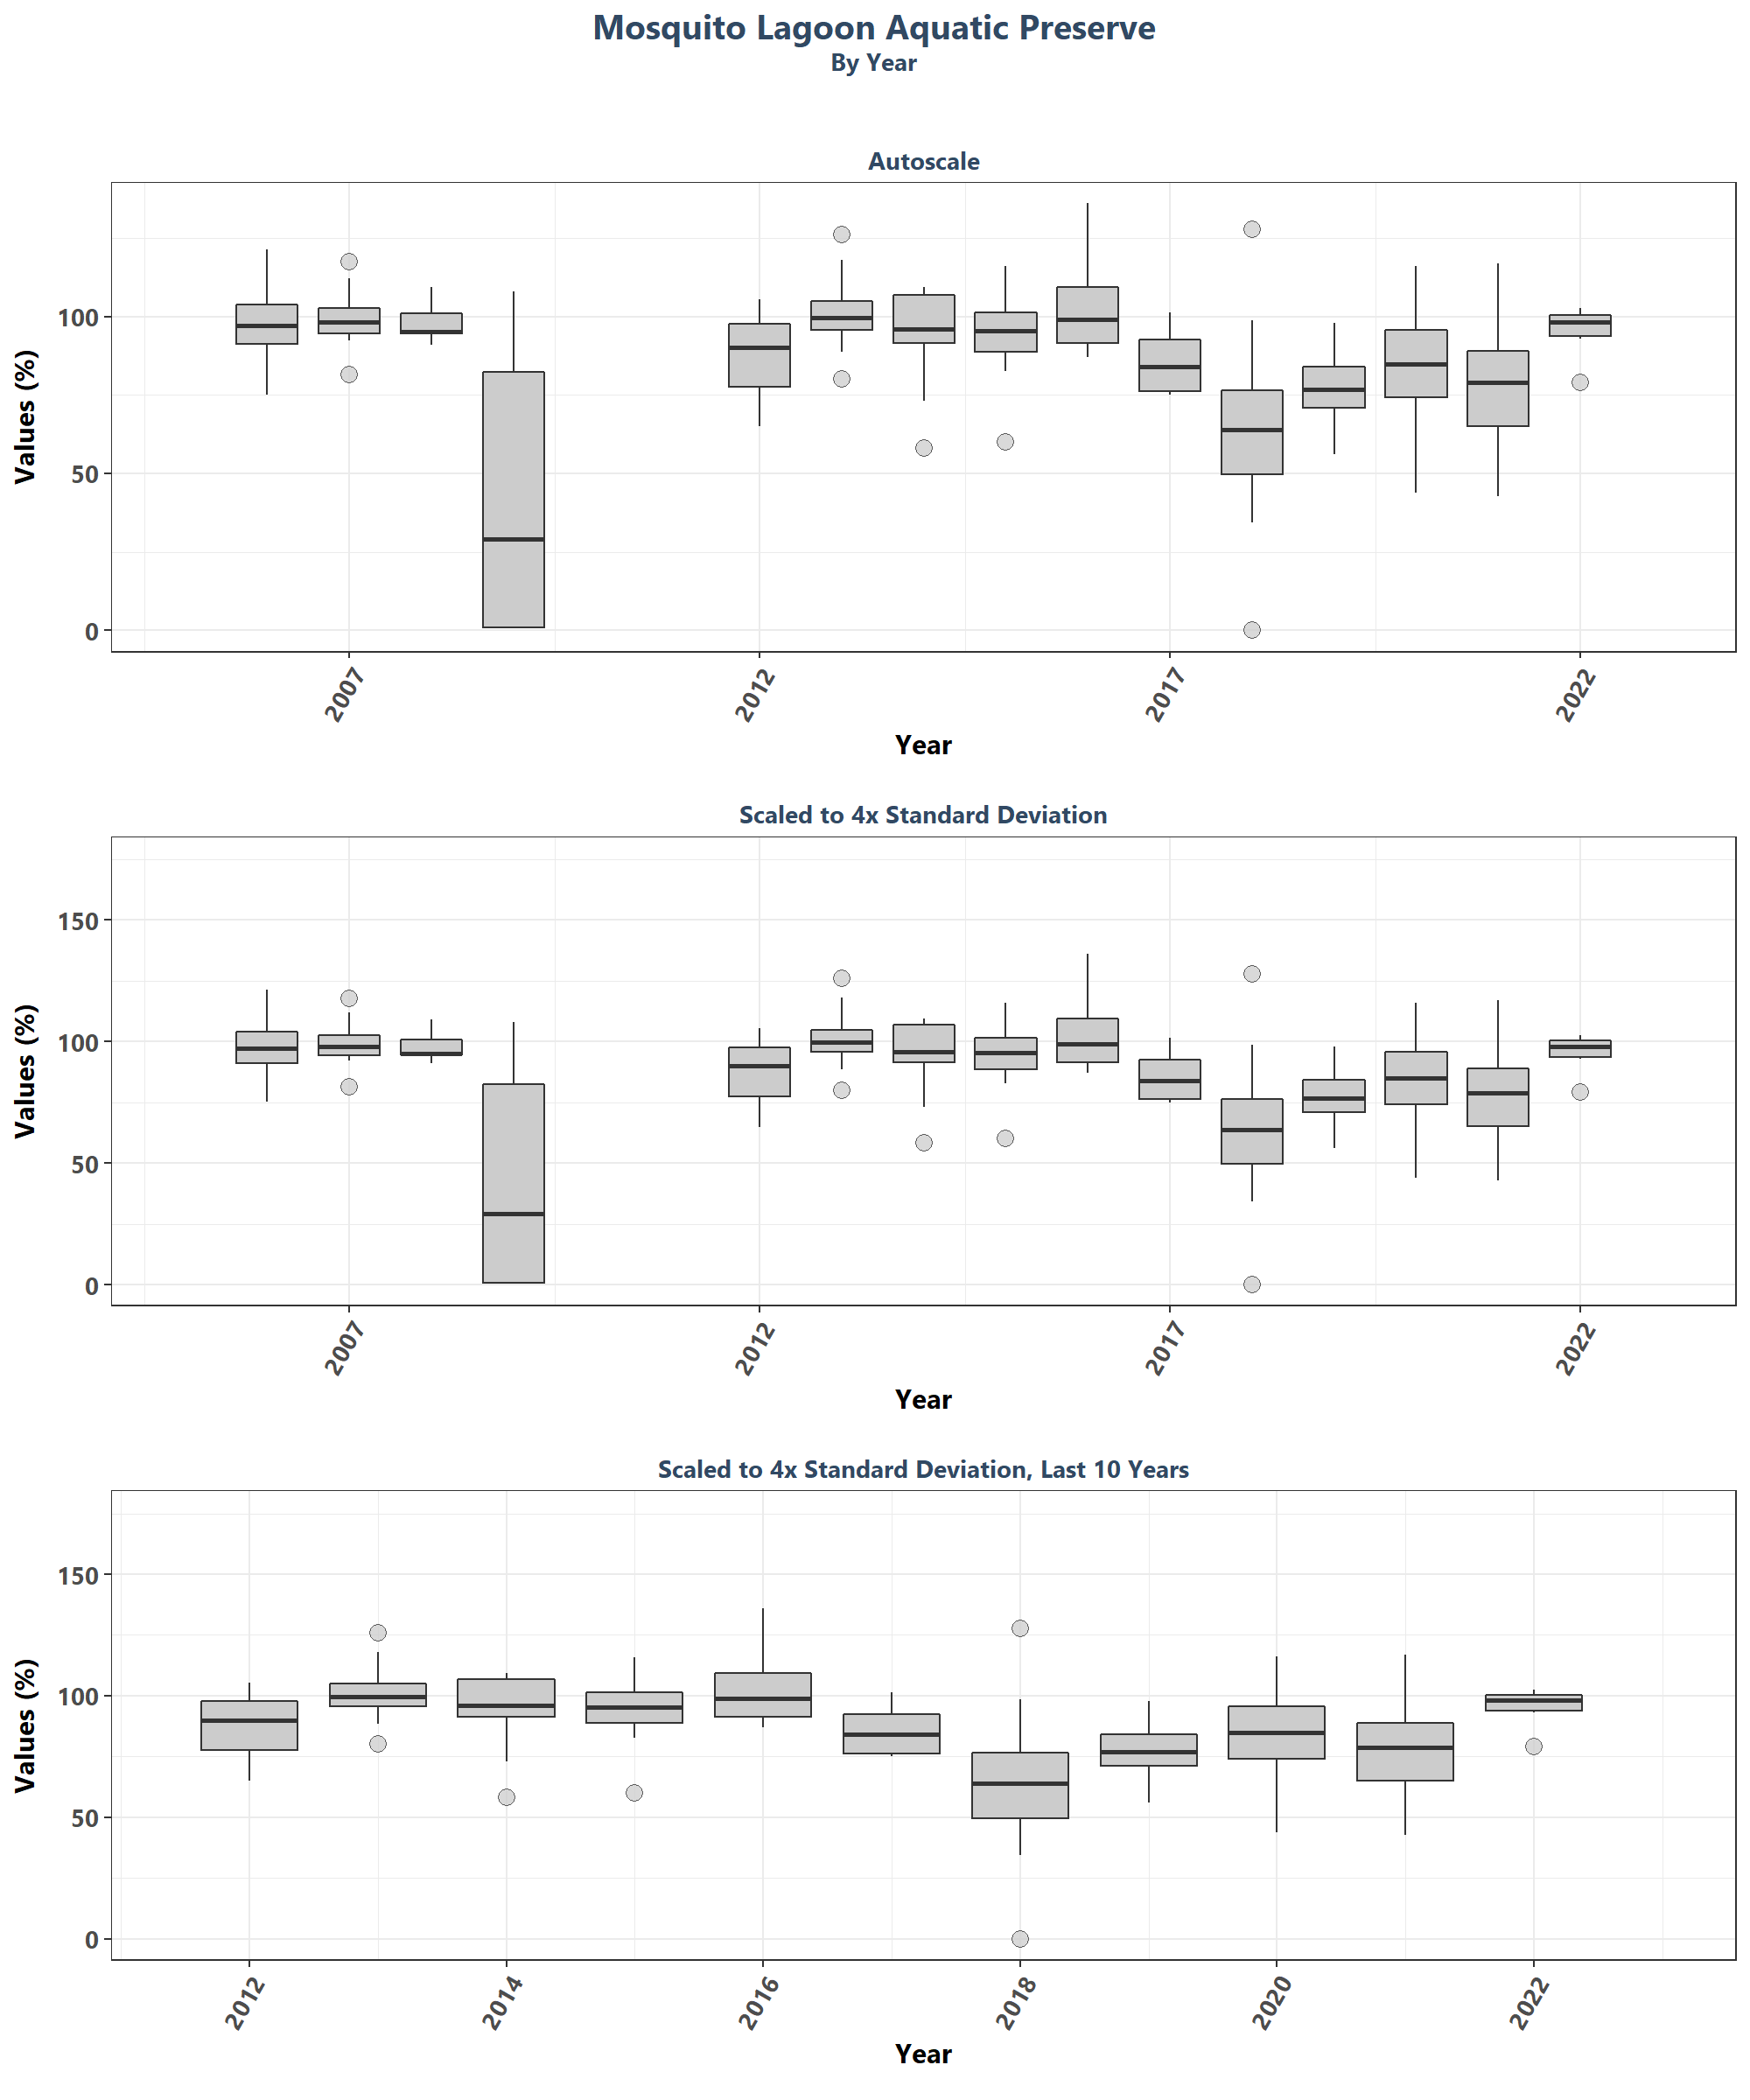 Mosquito Lagoon Aquatic Preserve
By Year
Autoscale
Values (%)
100
50
0
2007 2012 2017 2022
Year
Scaled to 4x Standard Deviation
Values (%)
150
100
50
0
2007 2012 2017 2022
Year
Scaled to 4x Standard Deviation, Last 10 Years
Values (%)
150
100
50
0
2012 2014 2016 2018 2020 2022
Year